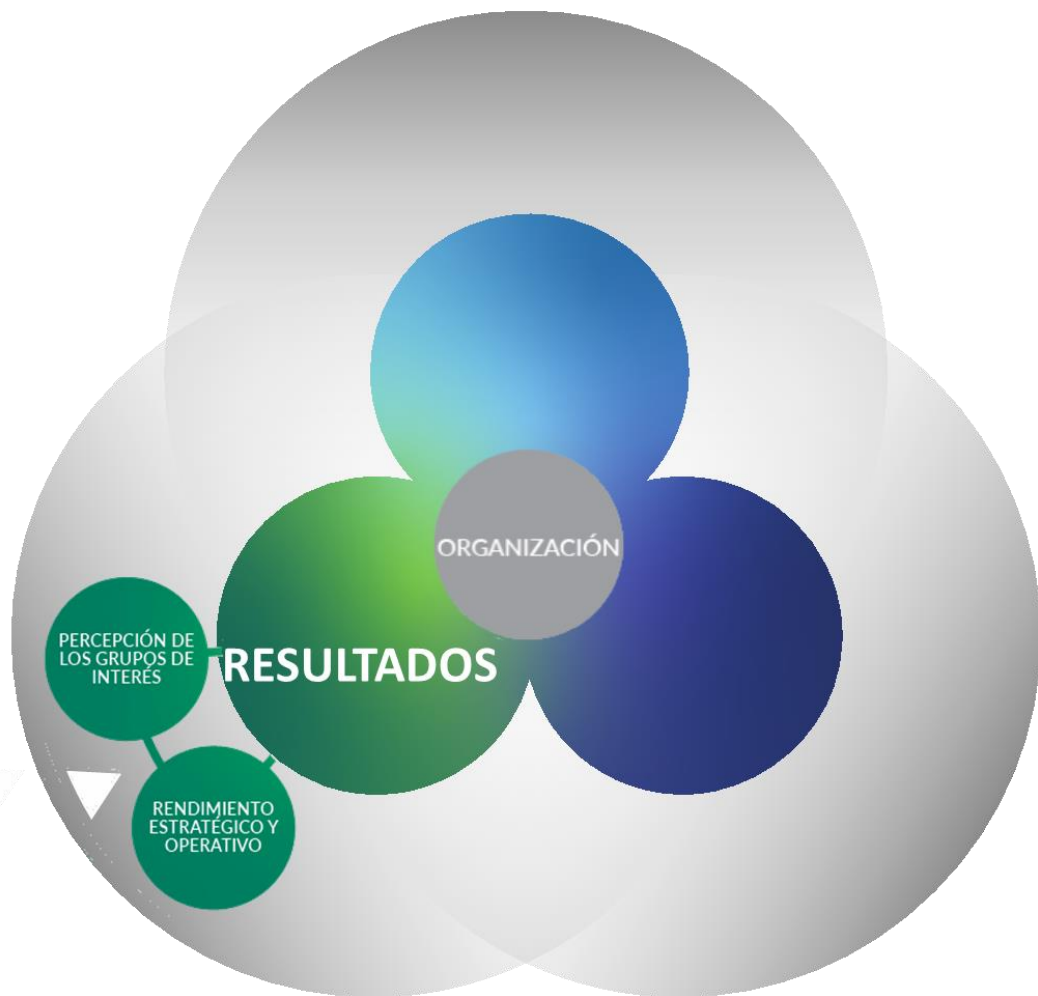 ORGANIZACIÓN
PERCEPCIÓN DE
LOS GRUPOS DE
INTERÉS
RESULTADOS
RENDIMIENTO
ESTRATÉGICO Y
OPERATIVO